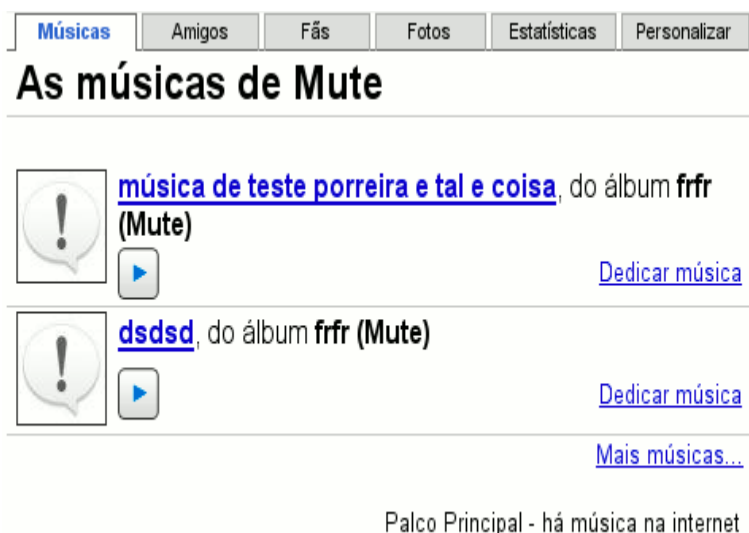 Músicas Amigos Fãs Fotos Estatísticas Personalizar
As músicas de Mute
música de teste porreira e tal e coisa, do álbum frfr
(Mute)
Dedicar música
dsdsd, do álbum frfr (Mute)
Dedicar música
Mais músicas...
Palco Principal - há música na internet